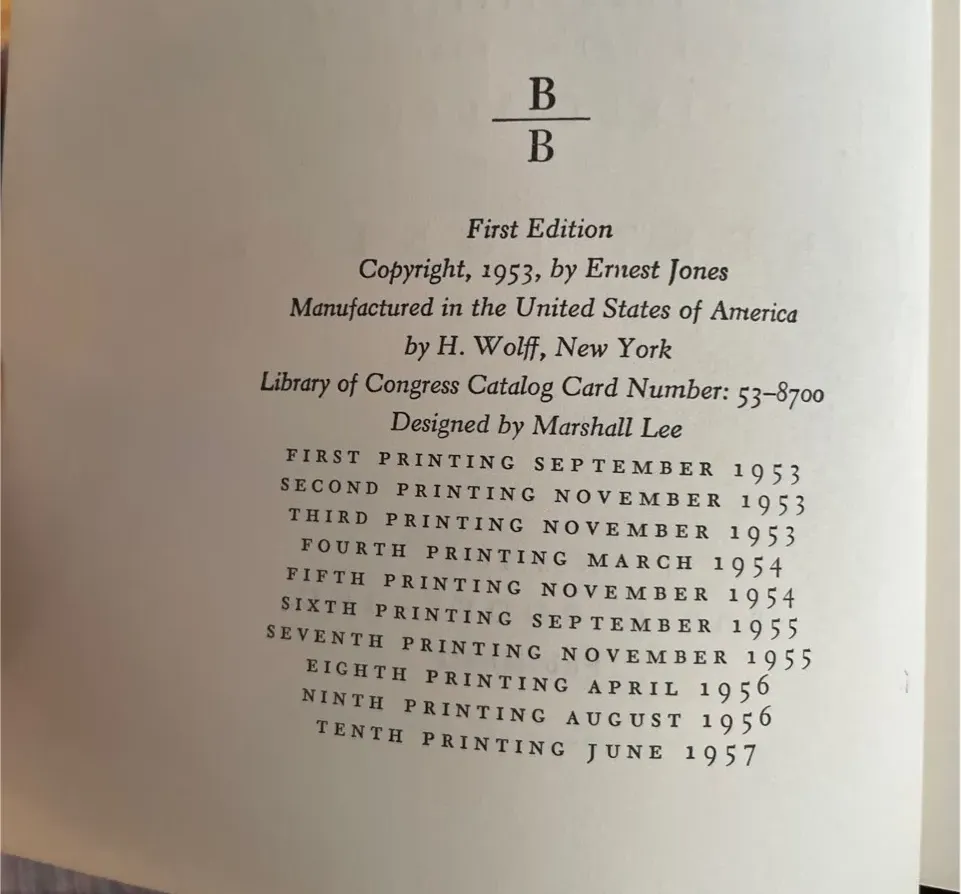 B
B
First Edition
Copyright, 1953, by Ernest Jones
Manufactured in the United States of America
by H. Wolff, New York
Library of Congress Catalog Card Number: 53–8700
Designed by Marshall Lee
FIRST PRINTING SEPTEMBER 1953
SECOND PRINTING NOVEMBER 1953
THIRD PRINTING NOVEMBER 1953
FOURTH PRINTING MARCH 1954
FIFTH PRINTING NOVEMBER 1954
SIXTH PRINTING SEPTEMBER 1955
SEVENTH PRINTING NOVEMBER 1955
EIGHTH PRINTING APRIL 1956
NINTH PRINTING AUGUST 1956
TENTH PRINTING JUNE 1957